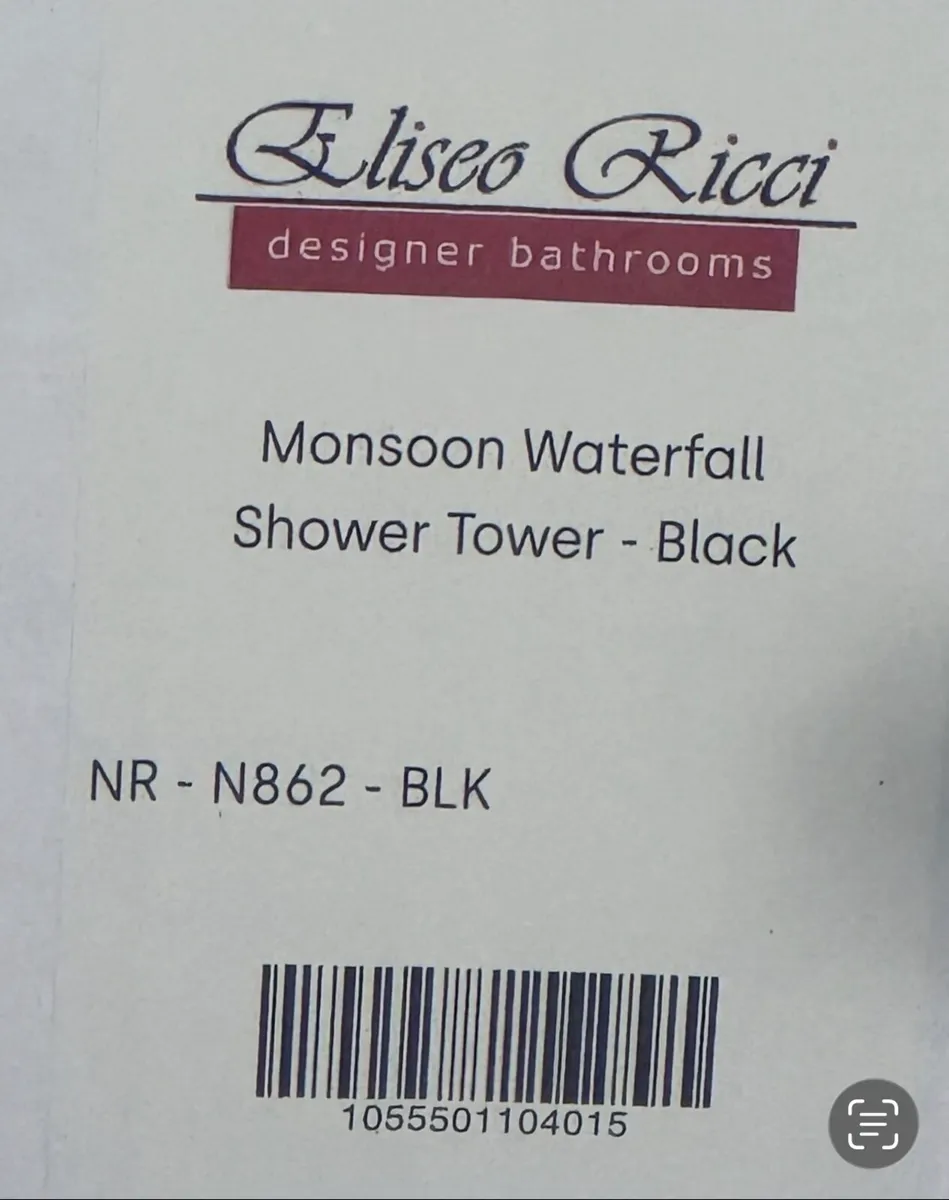 Eliseo Ricci
designer bathrooms
Monsoon Waterfall
Shower Tower - Black
NR - N862 - BLK
1055501104015